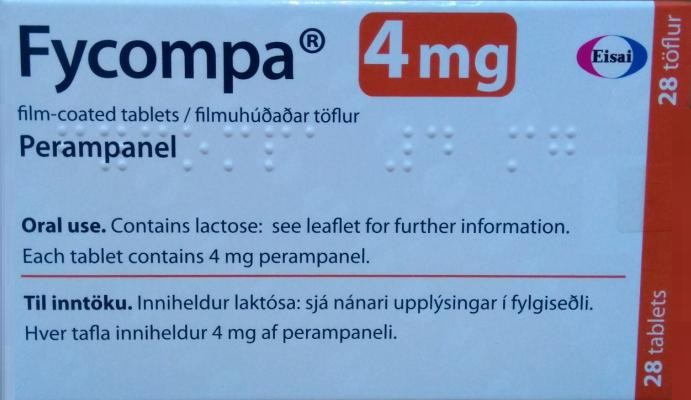 Fycompa® 4 mg
Eisai
film-coated tablets / filmuhúðaðar töflur
Perampanel
Oral use. Contains lactose: see leaflet for further information.
Each tablet contains 4 mg perampanel.
Til inntöku. Inniheldur laktósa: sjá nánari upplýsingar í fylgiseðli.
Hver tafla inniheldur 4 mg af perampaneli.
28 töflur
28 tablets